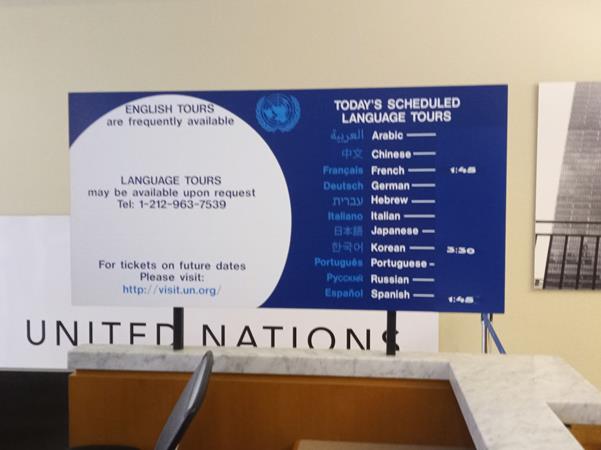 ENGLISH TOURS
are frequently available
LANGUAGE TOURS
may be available upon request
Tel: 1-212-963-7539
For tickets on future dates
Please visit:
http://visit.un.org/
TODAY'S SCHEDULED
LANGUAGE TOURS
العربية Arabic
中文 Chinese
Français French 1:45
Deutsch German
עברית Hebrew
Italiano Italian
日本語 Japanese
한국어 Korean 3:30
Português Portuguese
Русский Russian
Español Spanish 1:45
UNITED NATIONS